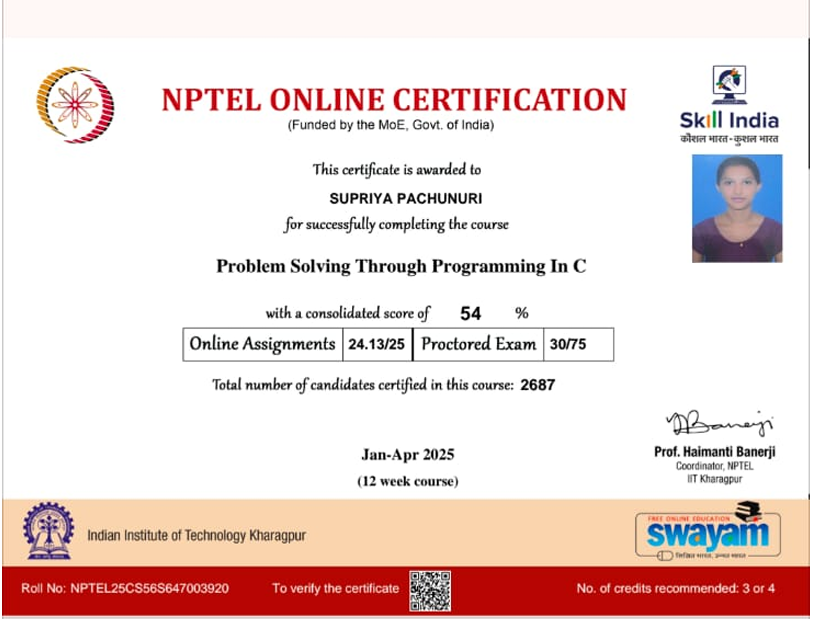 NPTEL ONLINE CERTIFICATION
(Funded by the MoE, Govt. of India)
Skill India
कौशल भारत-कुशल भारत
This certificate is awarded to
SUPRIYA PACHUNURI
for successfully completing the course
Problem Solving Through Programming In C
with a consolidated score of 54 %
Online Assignments 24.13/25 Proctored Exam 30/75
Total number of candidates certified in this course: 2687
Jan-Apr 2025
(12 week course)
Prof. Haimanti Banerji
Coordinator, NPTEL
IIT Kharagpur
Indian Institute of Technology Kharagpur
FREE ONLINE EDUCATION
swayam
शिक्षित भारत, उन्नत भारत
Roll No: NPTEL25CS56S647003920 To verify the certificate No. of credits recommended: 3 or 4